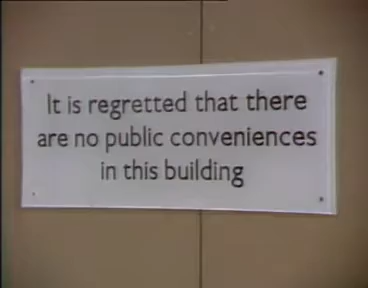 It is regretted that there
are no public conveniences
in this building